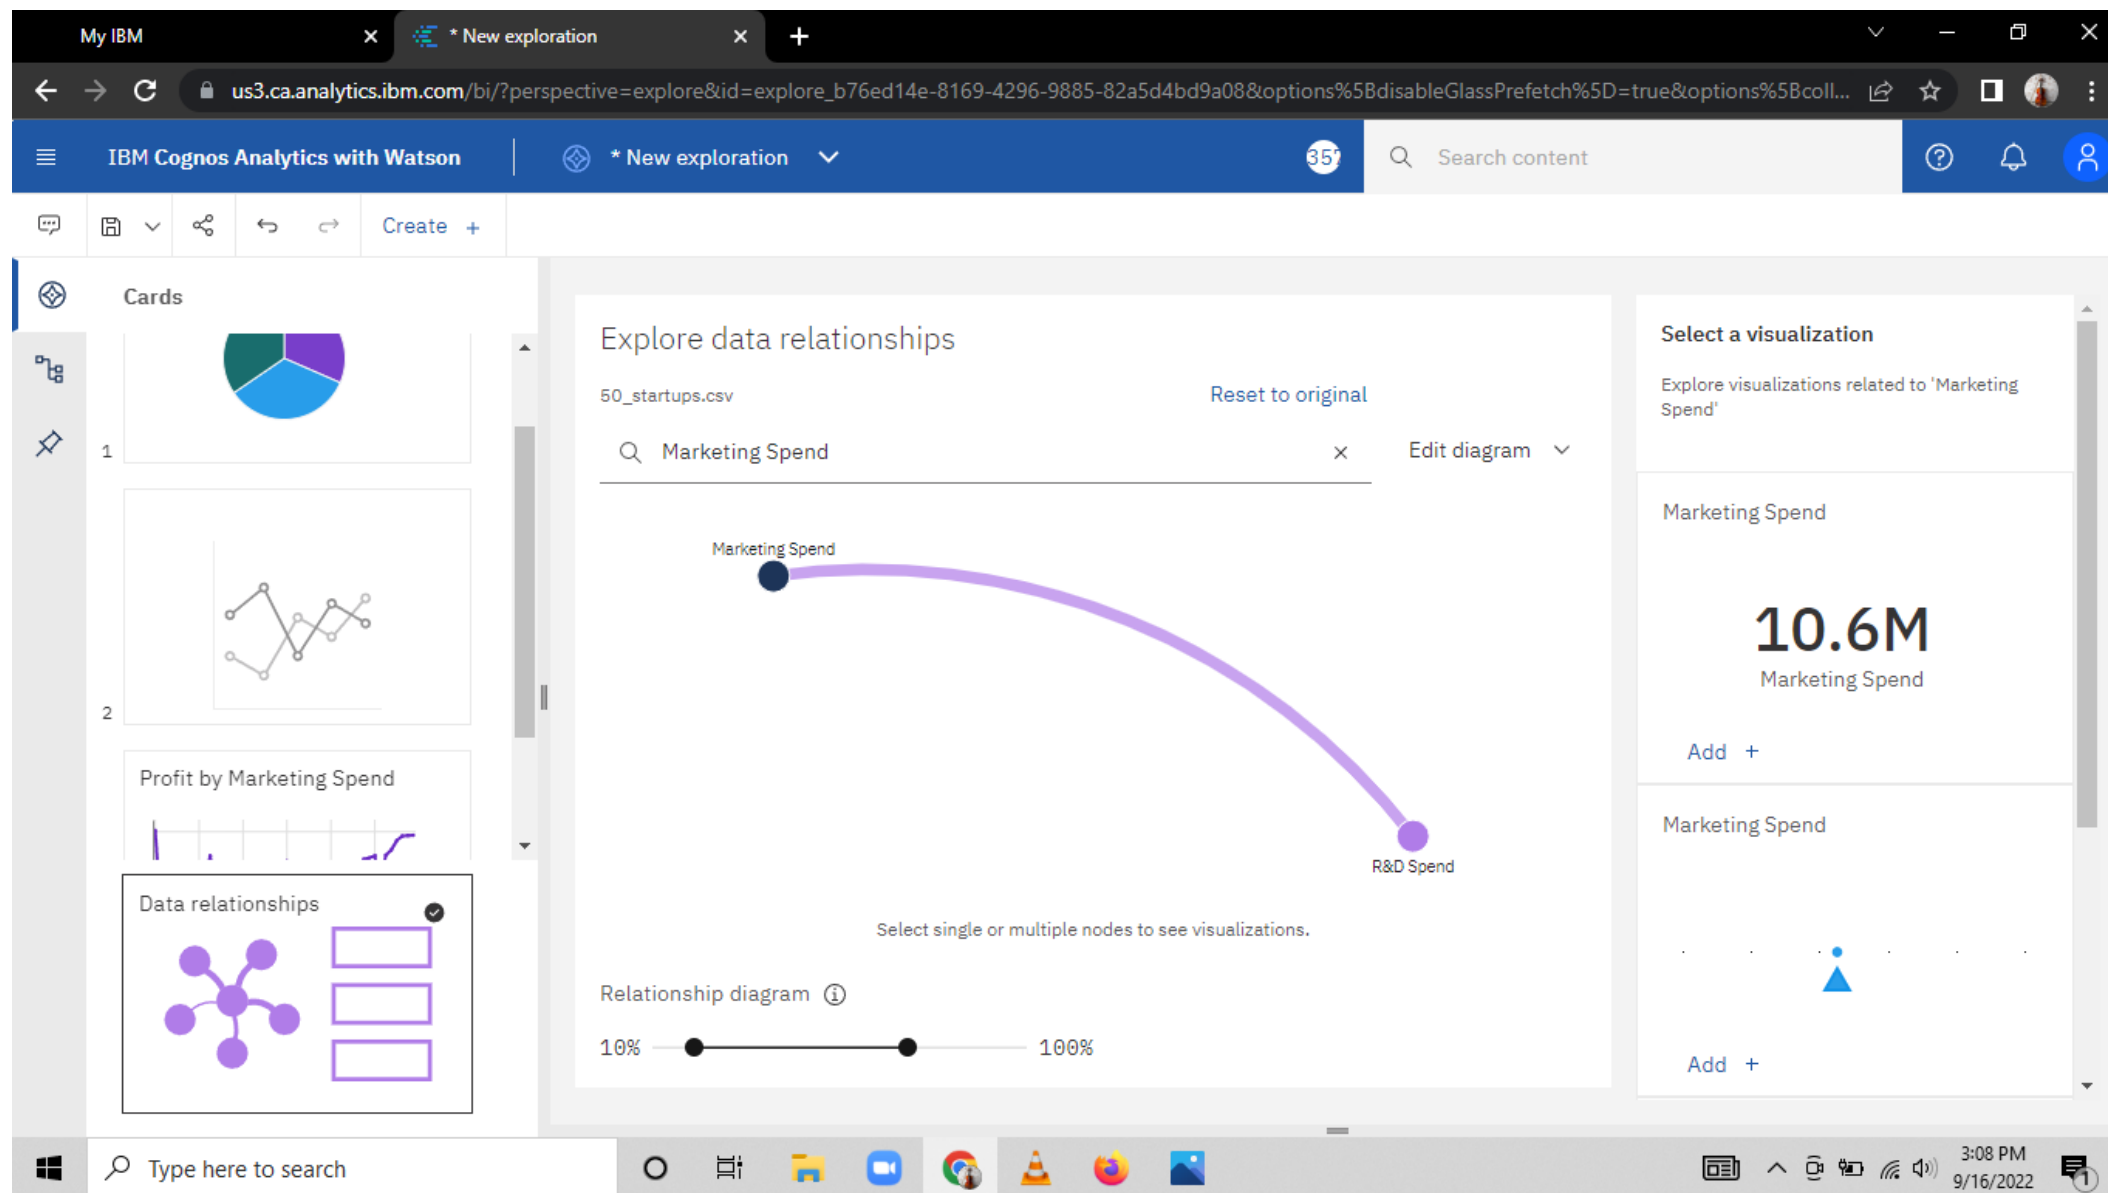 My IBM
* New exploration
us3.ca.analytics.ibm.com/bi/?perspective=explore&id=explore_b76ed14e-8169-4296-9885-82a5d4bd9a08&options%5BdisableGlassPrefetch%5D=true&options%5Bcoll...
IBM Cognos Analytics with Watson
* New exploration
357
Search content
Create +
Cards
1
2
Profit by Marketing Spend
Data relationships
Explore data relationships
50_startups.csv
Reset to original
Marketing Spend
Edit diagram
Marketing Spend
R&D Spend
Select single or multiple nodes to see visualizations.
Relationship diagram
10%
100%
Select a visualization
Explore visualizations related to 'Marketing
Spend'
Marketing Spend
10.6M
Marketing Spend
Add +
Marketing Spend
Add +
Type here to search
3:08 PM
9/16/2022
1